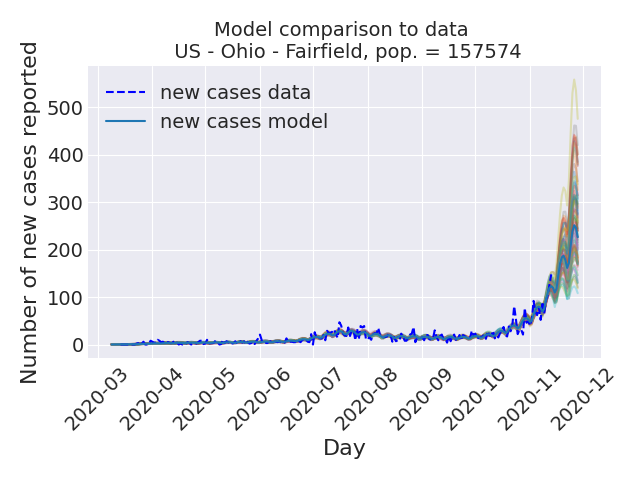 Model comparison to data
US - Ohio - Fairfield, pop. = 157574
Number of new cases reported
500
400
300
200
100
0
new cases data
new cases model
2020-03
2020-04
2020-05
2020-06
2020-07
2020-08
2020-09
2020-10
2020-11
2020-12
Day